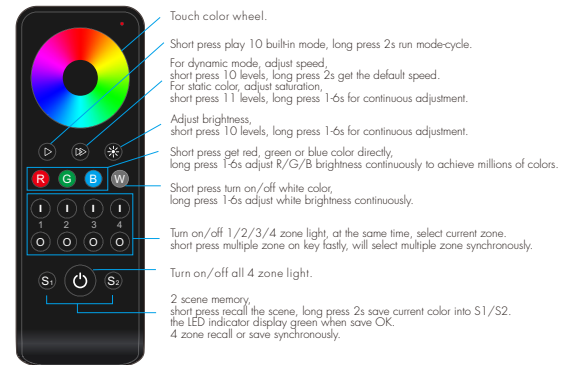 Touch color wheel.
Short press play 10 built-in mode, long press 2s run mode-cycle.
For dynamic mode, adjust speed,
short press 10 levels, long press 2s get the default speed.
For static color, adjust saturation,
short press 11 levels, long press 1-6s for continuous adjustment.
Adjust brightness,
short press 10 levels, long press 1-6s for continuous adjustment.
Short press get red, green or blue color directly,
long press 1-6s adjust R/G/B brightness continuously to achieve millions of colors.
R G B W
Short press turn on/off white color,
long press 1-6s adjust white brightness continuously.
I I I I
1 2 3 4
O O O O
Turn on/off 1/2/3/4 zone light, at the same time, select current zone.
short press multiple zone on key fastly, will select multiple zone synchronously.
Turn on/off all 4 zone light.
S1 S2
2 scene memory,
short press recall the scene, long press 2s save current color into S1/S2.
the LED indicator display green when save OK.
4 zone recall or save synchronously.